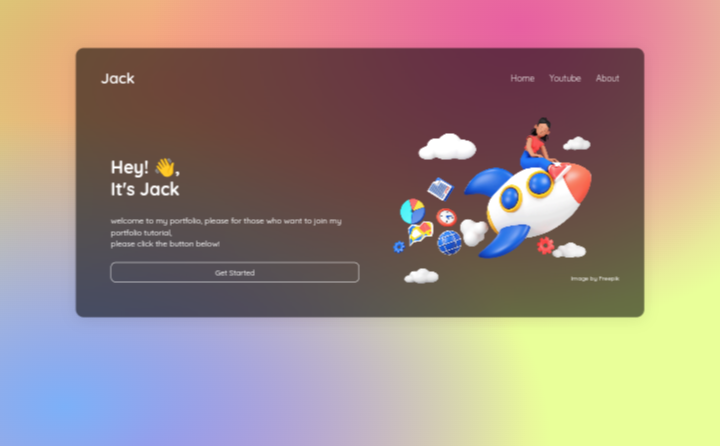 Jack
Home Youtube About
Hey! 👋,
It's Jack
welcome to my portfolio, please for those who want to join my
portfolio tutorial,
please click the button below!
Get Started
Image by Freepik